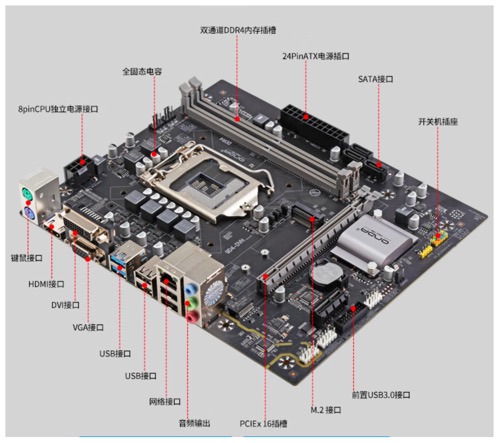 双通道DDR4内存插槽
24PinATX电源插口
全固态电容
SATA接口
8pinCPU独立电源接口
开关机插座
ONDA
键鼠接口
HDMI接口
DVI接口
VGA接口
USB接口
USB接口
网络接口
音频输出
PCIEx 16插槽
M.2 接口
前置USB3.0接口